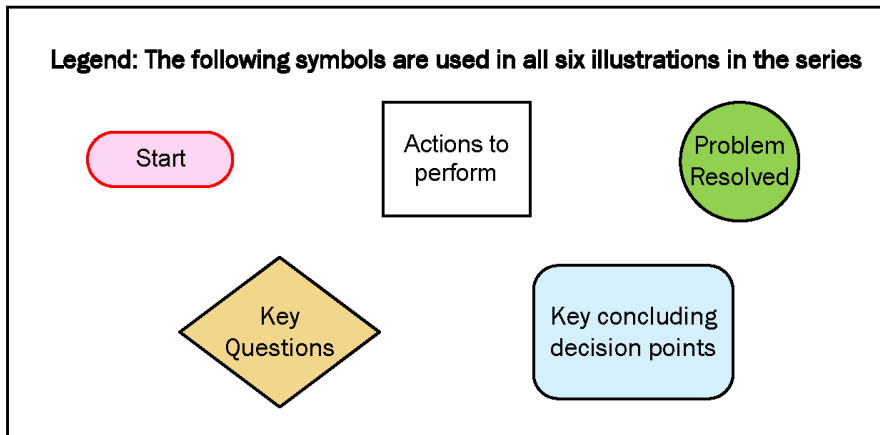 Legend: The following symbols are used in all six illustrations in the series
Start
Actions to
perform
Problem
Resolved
Key
Questions
Key concluding
decision points